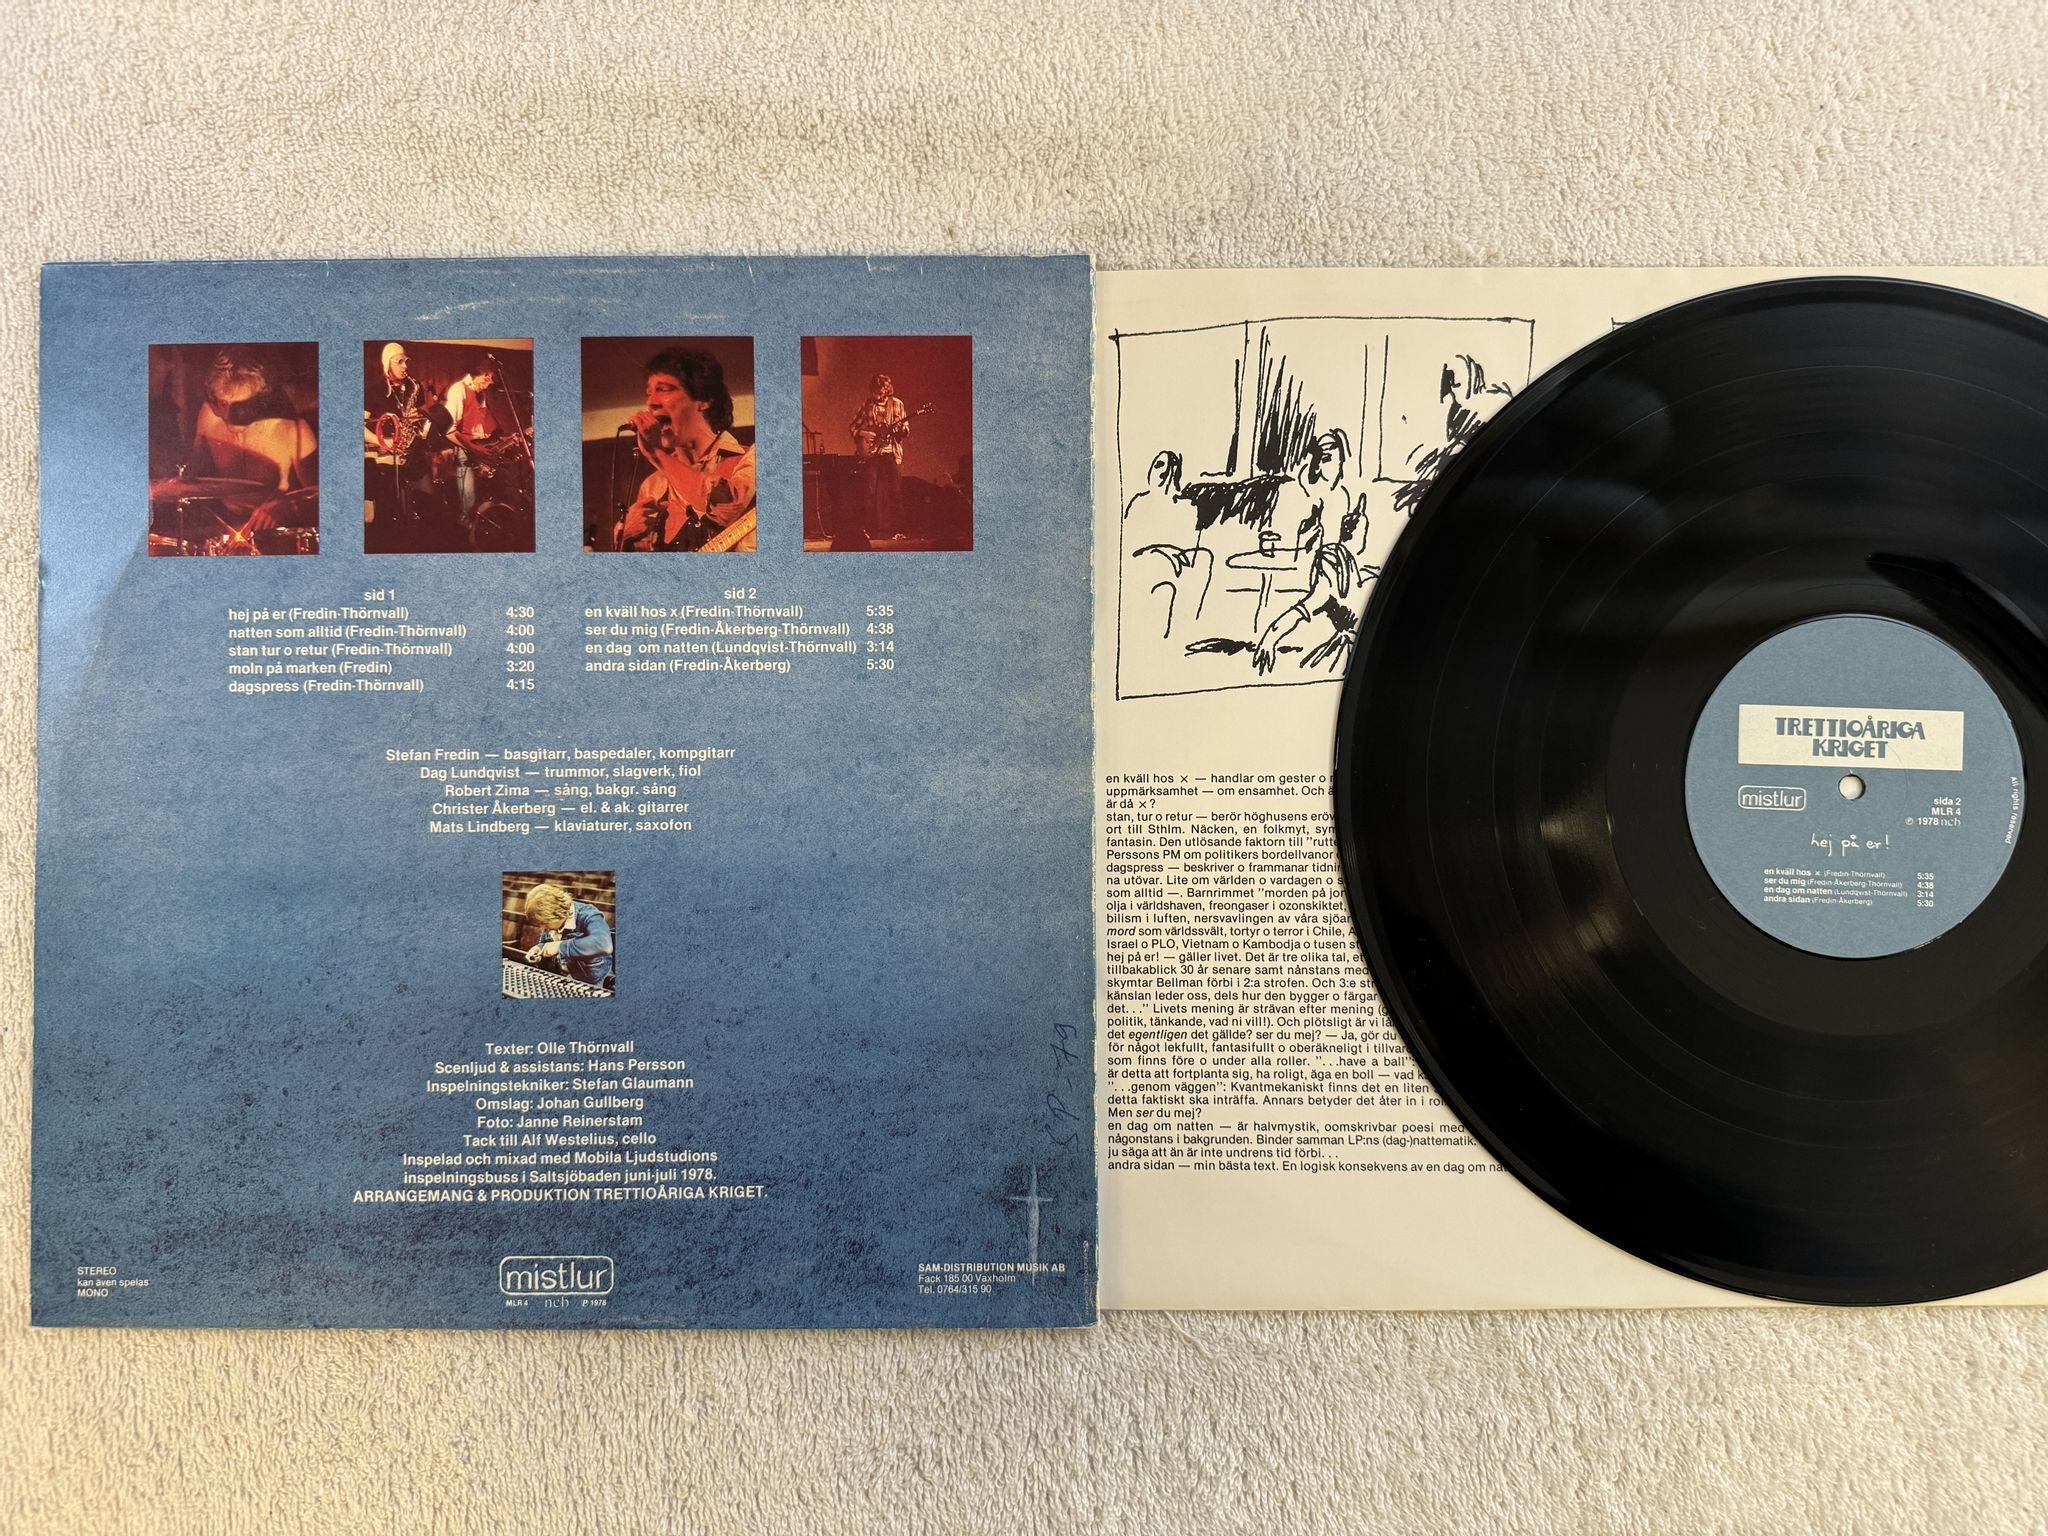 sid 1
hej på er (Fredin-Thörnvall) 4:30
natten som alltid (Fredin-Thörnvall) 4:00
stan tur o retur (Fredin-Thörnvall) 4:00
moln på marken (Fredin) 3:20
dagspress (Fredin-Thörnvall) 4:15
sid 2
en kväll hos x (Fredin-Thörnvall) 5:35
ser du mig (Fredin-Åkerberg-Thörnvall) 4:38
en dag om natten (Lundqvist-Thörnvall) 3:14
andra sidan (Fredin-Åkerberg) 5:30
Stefan Fredin — basgitarr, baspedaler, kompgitarr
Dag Lundqvist — trummor, slagverk, fiol
Robert Zima — sång, bakgr. sång
Christer Åkerberg — el. & ak. gitarrer
Mats Lindberg — klaviaturer, saxofon
Texter: Olle Thörnvall
Scenljud & assistans: Hans Persson
Inspelningstekniker: Stefan Glaumann
Omslag: Johan Gullberg
Foto: Janne Reinerstam
Tack till Alf Westelius, cello
Inspelad och mixad med Mobila Ljudstudions
inspelningsbuss i Saltsjöbaden juni-juli 1978.
ARRANGEMANG & PRODUKTION TRETTIOÅRIGA KRIGET.
STEREO
kan även spelas
MONO
mistlur
MLR 4 ncb ℗ 1978
SAM-DISTRIBUTION MUSIK AB
Fack 185 00 Vaxholm
Tel. 0764/315 90
en kväll hos × — handlar om gester o
uppmärksamhet — om ensamhet. Och
är då ×?
stan, tur o retur — berör höghusens
ort till Sthlm. Näcken, en folkmyt,
fantasin. Den utlösande faktorn till
Perssons PM om politikers bordellvanor
dagspress — beskriver o frammanar
na utövar. Lite om världen o vardagen o
som alltid —. Barnrimmet "morden på
olja i världshaven, freongaser i ozonskiktet,
bilism i luften, nersvavlingen av våra
mord som världssvält, tortyr o terror i Chile,
Israel o PLO, Vietnam o Kambodja o tusen
hej på er! — gäller livet. Det är tre olika tal,
tillbakablick 30 år senare samt nånstans
skymtar Bellman förbi i 2:a strofen. Och 3:e
känslan leder oss, dels hur den bygger o färgar
det. . ." Livets mening är strävan efter mening
politik, tänkande, vad ni vill!). Och plötsligt är vi
det egentligen det gällde? ser du mej? — Ja, gör du
för något lekfullt, fantasifullt o oberäkneligt i
som finns före o under alla roller. ". . .have a ball"
är detta att fortplanta sig, ha roligt, äga en boll — vad
". . .genom väggen": Kvantmekaniskt finns det en liten
detta faktiskt ska inträffa. Annars betyder det åter in i
Men ser du mej?
en dag om natten — är halvmystik, oomskrivbar poesi med
någonstans i bakgrunden. Binder samman LP:ns (dag-)nattematik.
ju säga att än är inte undrens tid förbi. . .
andra sidan — min bästa text. En logisk konsekvens av en dag om
TRETTIOÅRIGA
KRIGET
mistlur
sida 2
MLR 4
℗ 1978 ncb
All rights reserved
hej på er!
en kväll hos × (Fredin-Thörnvall) 5:35
ser du mig (Fredin-Åkerberg-Thörnvall) 4:38
en dag om natten (Lundqvist-Thörnvall) 3:14
andra sidan (Fredin-Åkerberg) 5:30